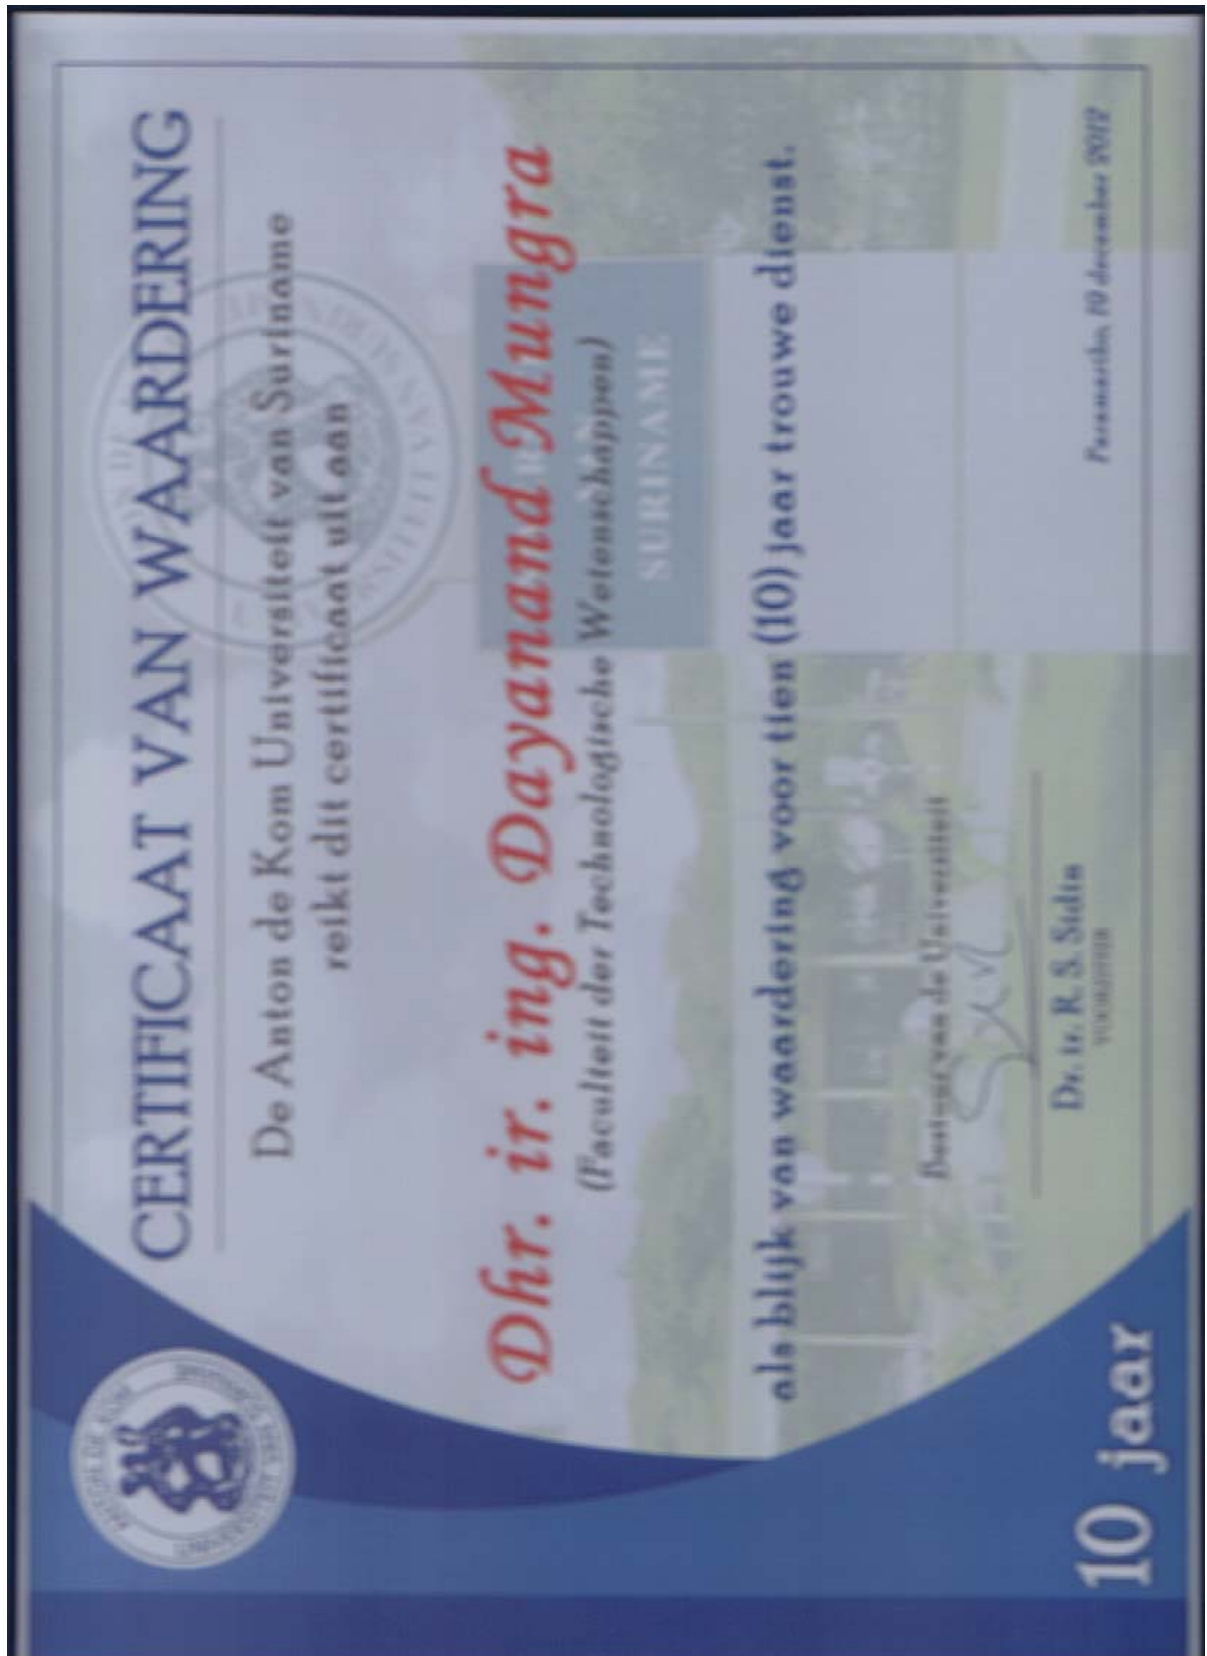 CERTIFICAAT VAN WAARDERING
De Anton de Kom Universiteit van Suriname
reikt dit certificaat uit aan
Dhr. ir. ing. Dayanand Mungra
(Faculteit der Technologische Wetenschappen)
SURINAME
als blijk van waardering voor tien (10) jaar trouwe dienst.
Bestuur van de Universiteit
Dr. ir. R. S. Sidin
VOORZITTER
Paramaribo, 10 december 2012
10 jaar